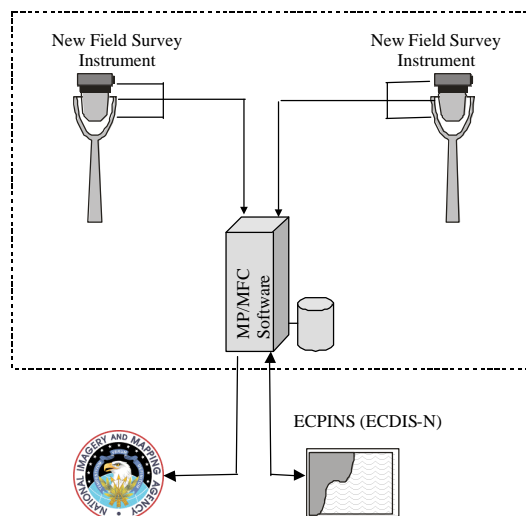 New Field Survey
Instrument
New Field Survey
Instrument
MP/MFC
Software
ECPINS (ECDIS-N)
NATIONAL IMAGERY AND MAPPING AGENCY